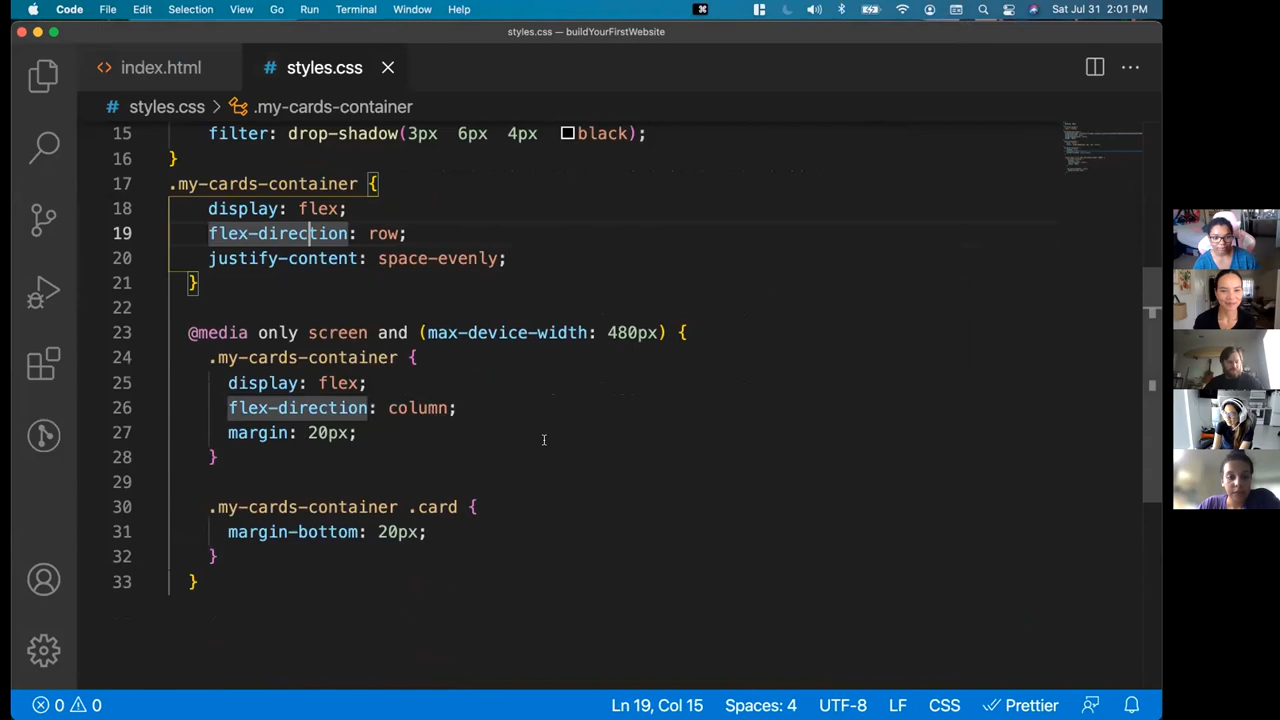 Code File Edit Selection View Go Run Terminal Window Help Sat Jul 31 2:01 PM
styles.css — buildYourFirstWebsite
<> index.html # styles.css ×
# styles.css > .my-cards-container
15 filter: drop-shadow(3px 6px 4px black);
16 }
17 .my-cards-container {
18 display: flex;
19 flex-direction: row;
20 justify-content: space-evenly;
21 }
22
23 @media only screen and (max-device-width: 480px) {
24 .my-cards-container {
25 display: flex;
26 flex-direction: column;
27 margin: 20px;
28 }
29
30 .my-cards-container .card {
31 margin-bottom: 20px;
32 }
33 }
0 0 Ln 19, Col 15 Spaces: 4 UTF-8 LF CSS Prettier